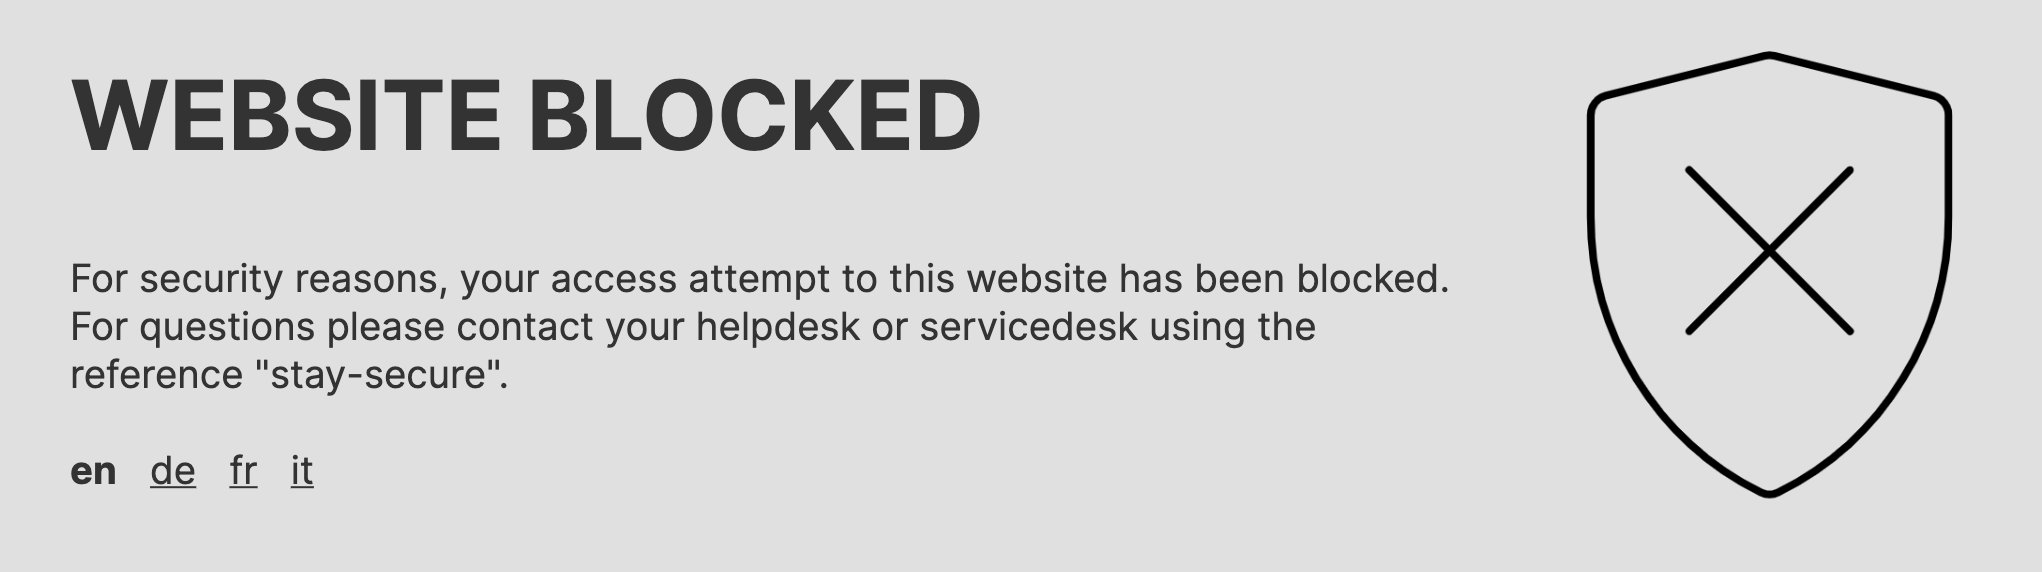 WEBSITE BLOCKED
For security reasons, your access attempt to this website has been blocked.
For questions please contact your helpdesk or servicedesk using the
reference "stay-secure".
en de fr it